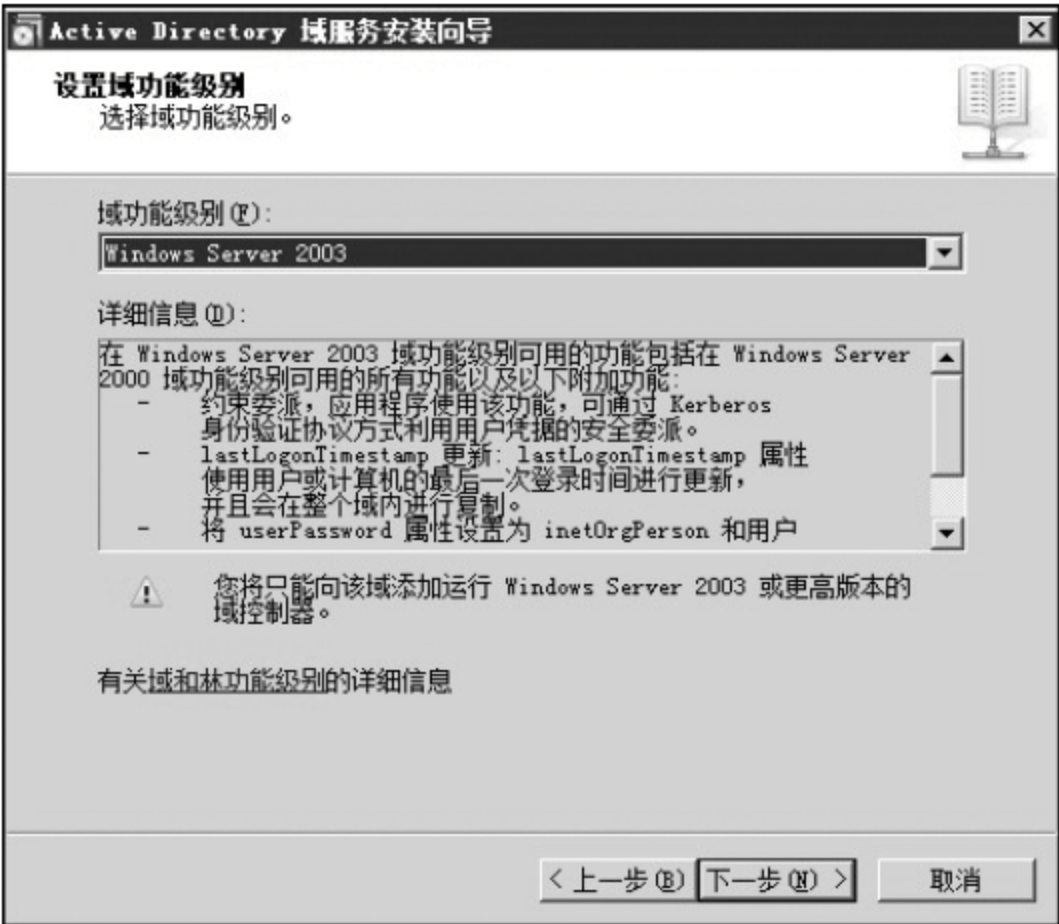 Active Directory 域服务安装向导
设置域功能级别
选择域功能级别。
域功能级别(F):
Windows Server 2003
详细信息(D):
在 Windows Server 2003 域功能级别可用的功能包括在 Windows Server
2000 域功能级别可用的所有功能以及以下附加功能:
- 约束委派，应用程序使用该功能，可通过 Kerberos
身份验证协议方式利用用户凭据的安全委派。
- lastLogonTimestamp 更新: lastLogonTimestamp 属性
使用用户或计算机的最后一次登录时间进行更新，
并且会在整个域内进行复制。
- 将 userPassword 属性设置为 inetOrgPerson 和用户
您将只能向该域添加运行 Windows Server 2003 或更高版本的
域控制器。
有关域和林功能级别的详细信息
< 上一步(B) 下一步(N) > 取消